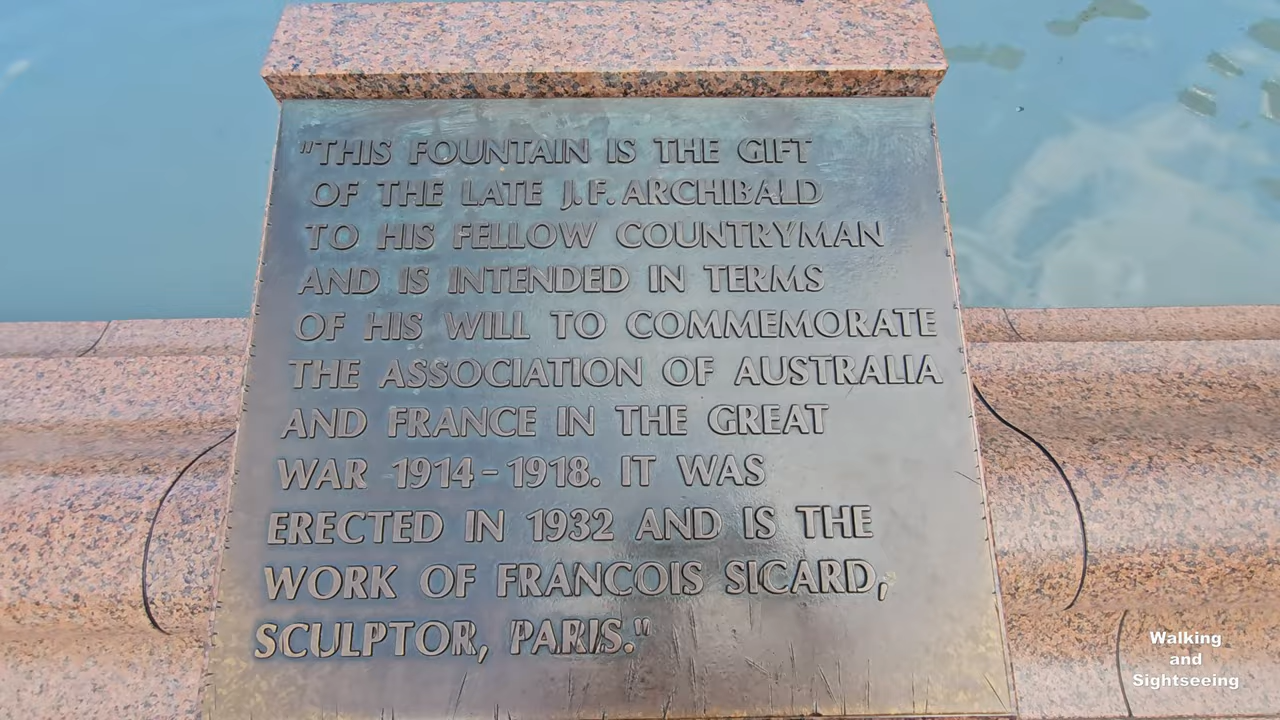 "THIS FOUNTAIN IS THE GIFT
OF THE LATE J.F. ARCHIBALD
TO HIS FELLOW COUNTRYMAN
AND IS INTENDED IN TERMS
OF HIS WILL TO COMMEMORATE
THE ASSOCIATION OF AUSTRALIA
AND FRANCE IN THE GREAT
WAR 1914-1918. IT WAS
ERECTED IN 1932 AND IS THE
WORK OF FRANCOIS SICARD,
SCULPTOR, PARIS."
Walking
and
Sightseeing